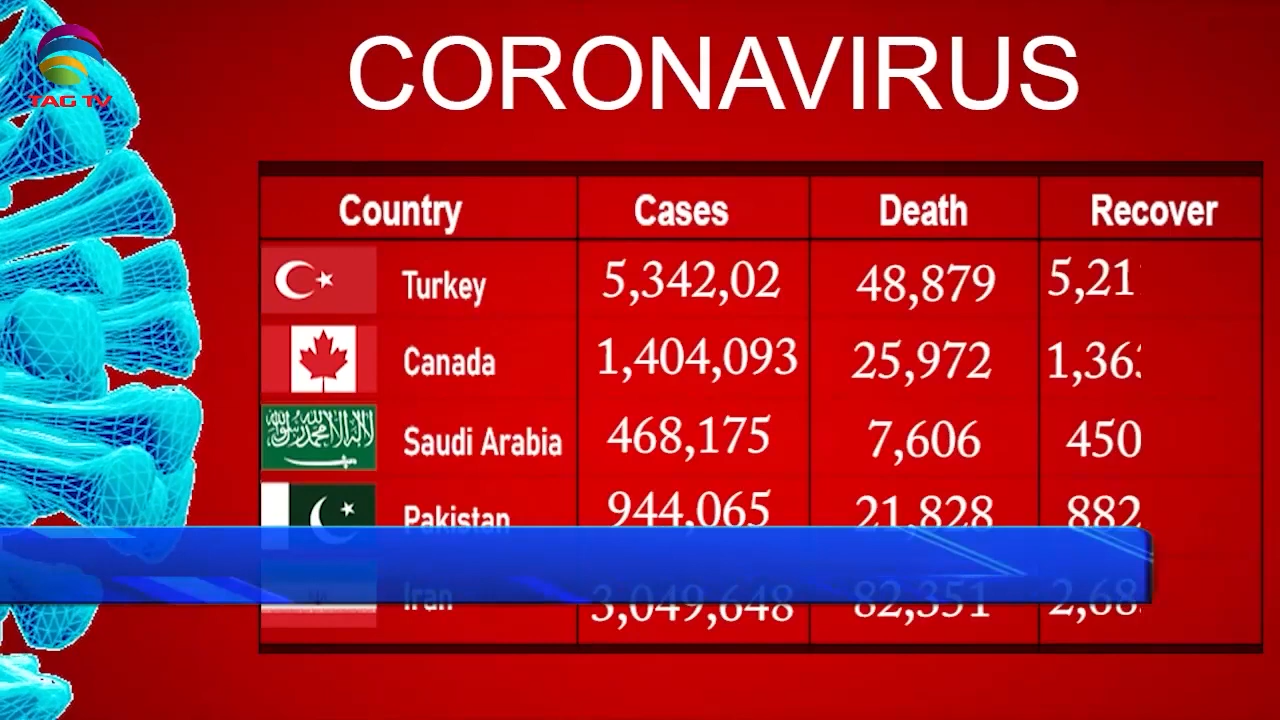 TAG TV
CORONAVIRUS
Country Cases Death Recover
Turkey 5,342,02 48,879 5,21
Canada 1,404,093 25,972 1,36
Saudi Arabia 468,175 7,606 450
Pakistan 944,065 21,828 882
Iran 3,049,648 82,351 2,68